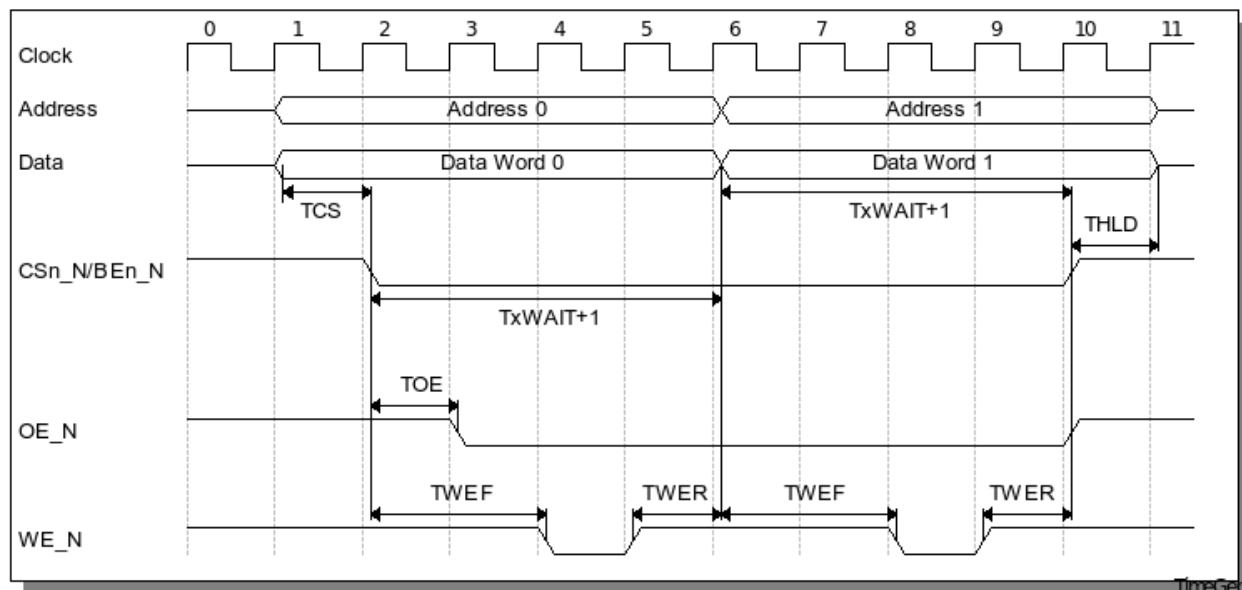 0 1 2 3 4 5 6 7 8 9 10 11
Clock
Address Address 0 Address 1
Data Data Word 0 Data Word 1
TCS TxWAIT+1
THLD
CSn_N/BEn_N
TxWAIT+1
TOE
OE_N
TWEF TWER TWEF TWER
WE_N